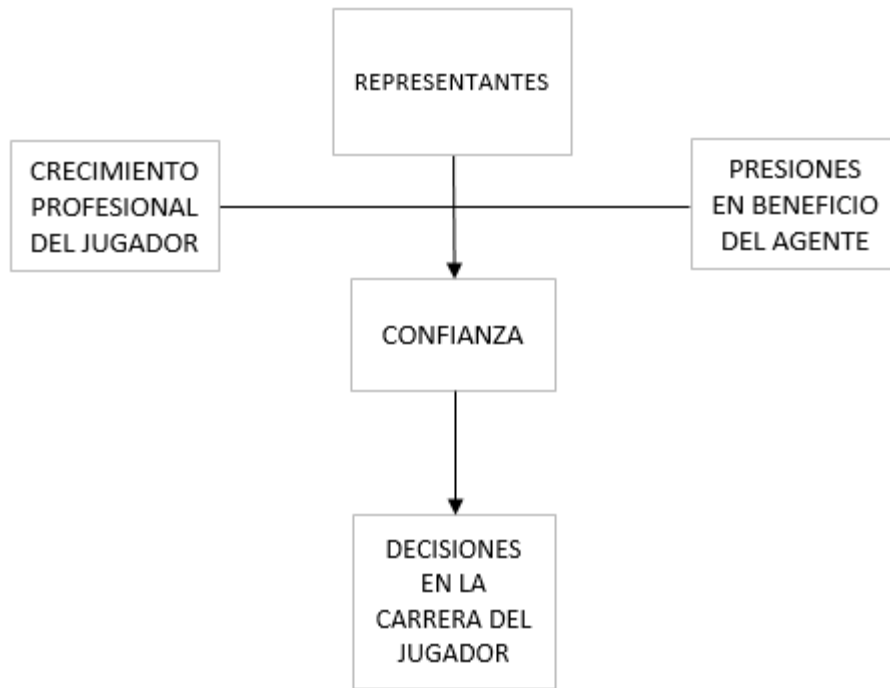 REPRESENTANTES
CRECIMIENTO
PROFESIONAL
DEL JUGADOR
PRESIONES
EN BENEFICIO
DEL AGENTE
CONFIANZA
DECISIONES
EN LA
CARRERA DEL
JUGADOR